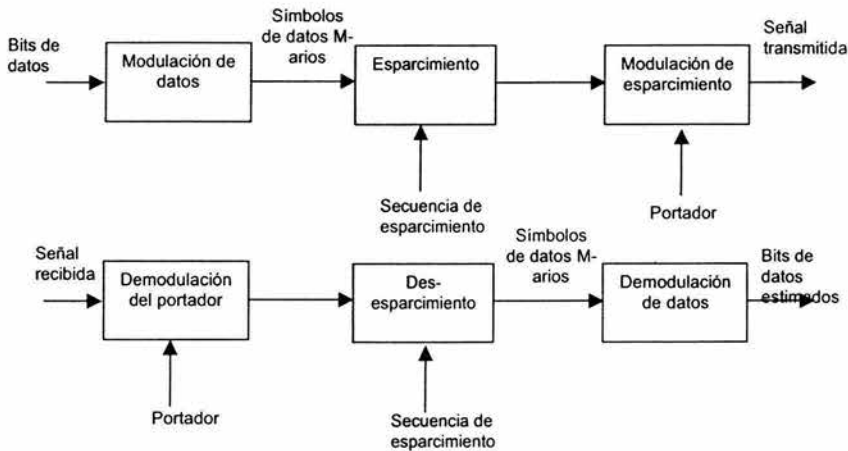 Bits de
datos
Modulación de
datos
Símbolos
de datos M-
arios
Esparcimiento
Modulación de
esparcimiento
Señal
transmitida
Secuencia de
esparcimiento
Portador
Señal
recibida
Demodulación
del portador
Des-
esparcimiento
Símbolos
de datos M-
arios
Demodulación
de datos
Bits de
datos
estimados
Portador
Secuencia de
esparcimiento